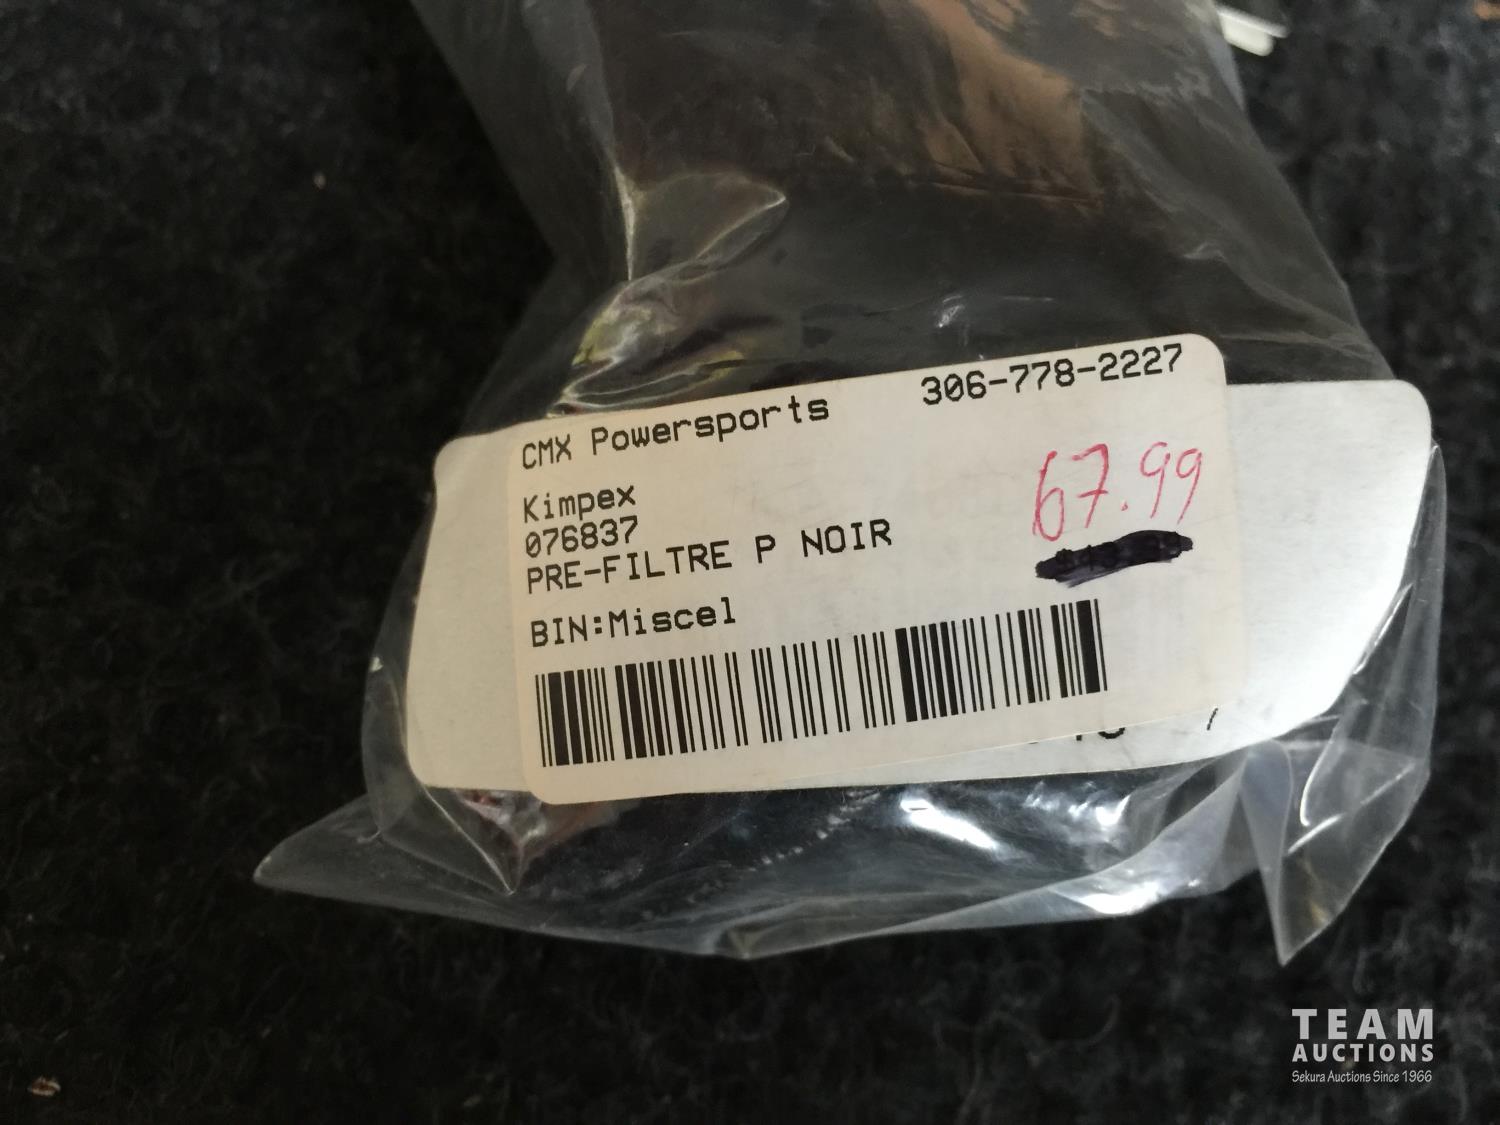 CMX Powersports 306-778-2227
Kimpex
076837
PRE-FILTRE P NOIR
67.99
BIN:Miscel
TEAM
AUCTIONS
Sekura Auctions Since 1966